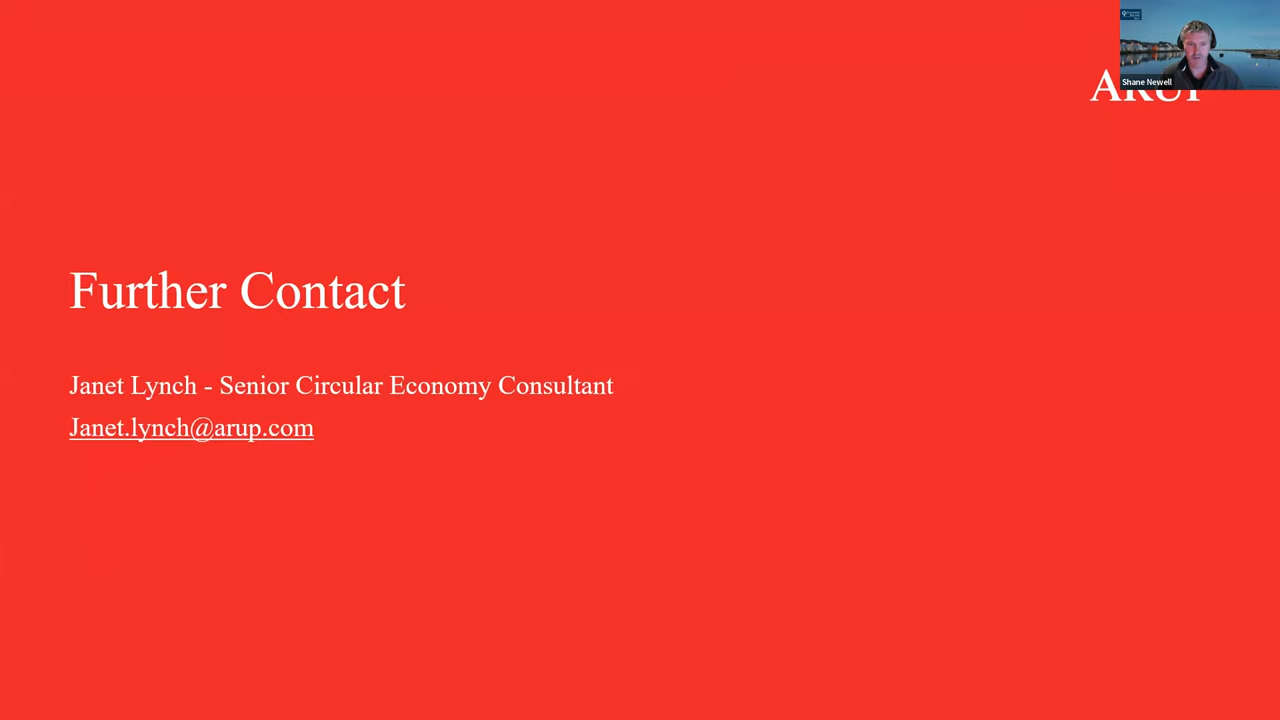 Shane Newell
Further Contact
Janet Lynch - Senior Circular Economy Consultant
Janet.lynch@arup.com